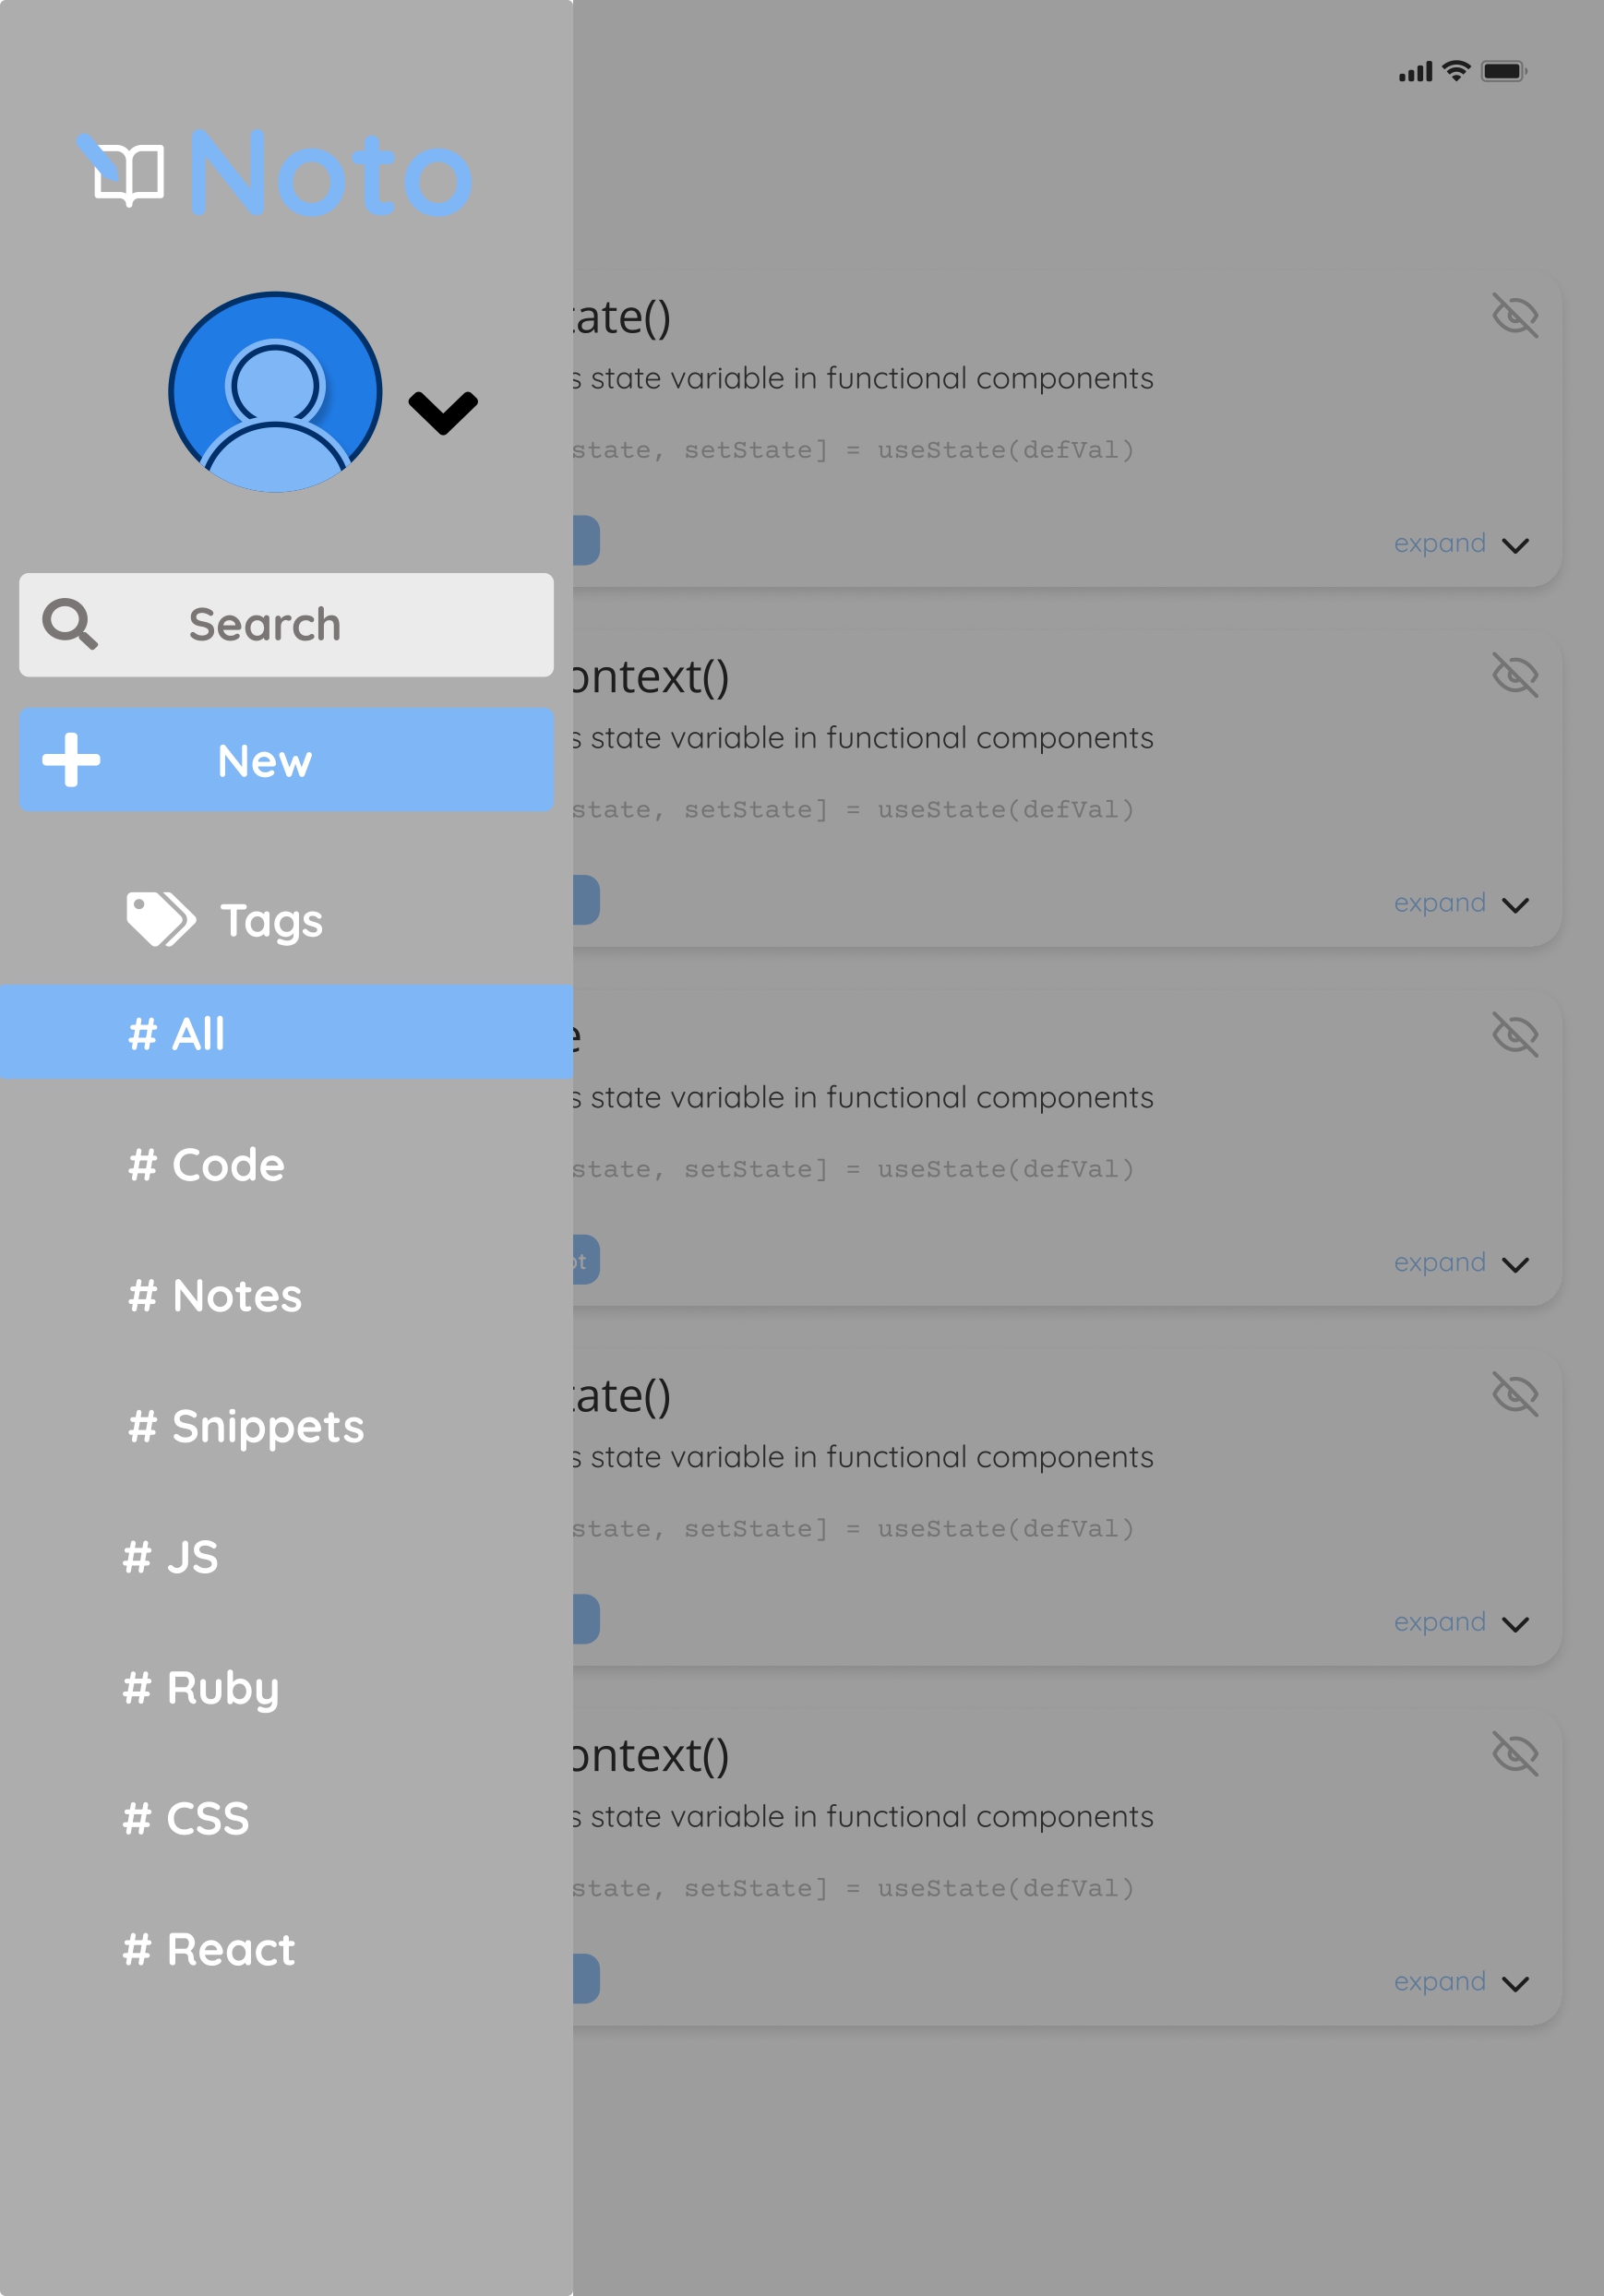 Noto
Search
New
Tags
# All
# Code
# Notes
# Snippets
# JS
# Ruby
# CSS
# React
tate()
s state variable in functional components
state, setState] = useState(defVal)
expand
ontext()
s state variable in functional components
state, setState] = useState(defVal)
expand
e
s state variable in functional components
state, setState] = useState(defVal)
pt
expand
tate()
s state variable in functional components
state, setState] = useState(defVal)
expand
ontext()
s state variable in functional components
state, setState] = useState(defVal)
expand